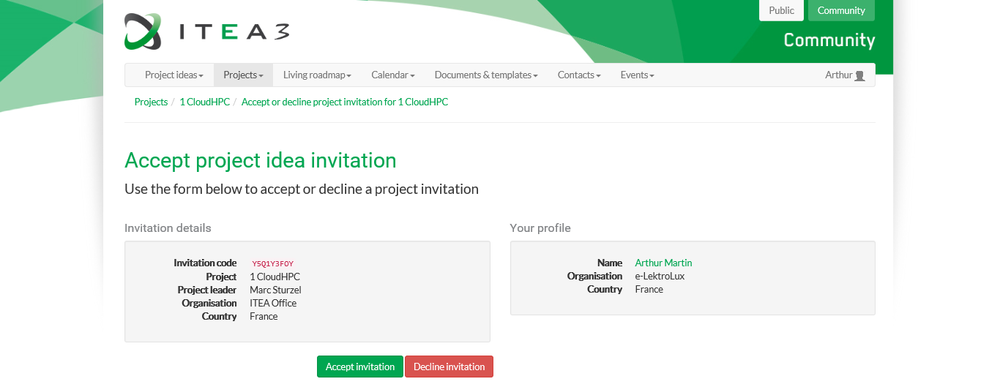 Public Community
ITEA3
Community
Project ideas Projects Living roadmap Calendar Documents & templates Contacts Events Arthur
Projects / 1 CloudHPC / Accept or decline project invitation for 1 CloudHPC
Accept project idea invitation
Use the form below to accept or decline a project invitation
Invitation details
Invitation code Y5Q1Y3FOY
Project 1 CloudHPC
Project leader Marc Sturzel
Organisation ITEA Office
Country France
Your profile
Name Arthur Martin
Organisation e-LektroLux
Country France
Accept invitation Decline invitation